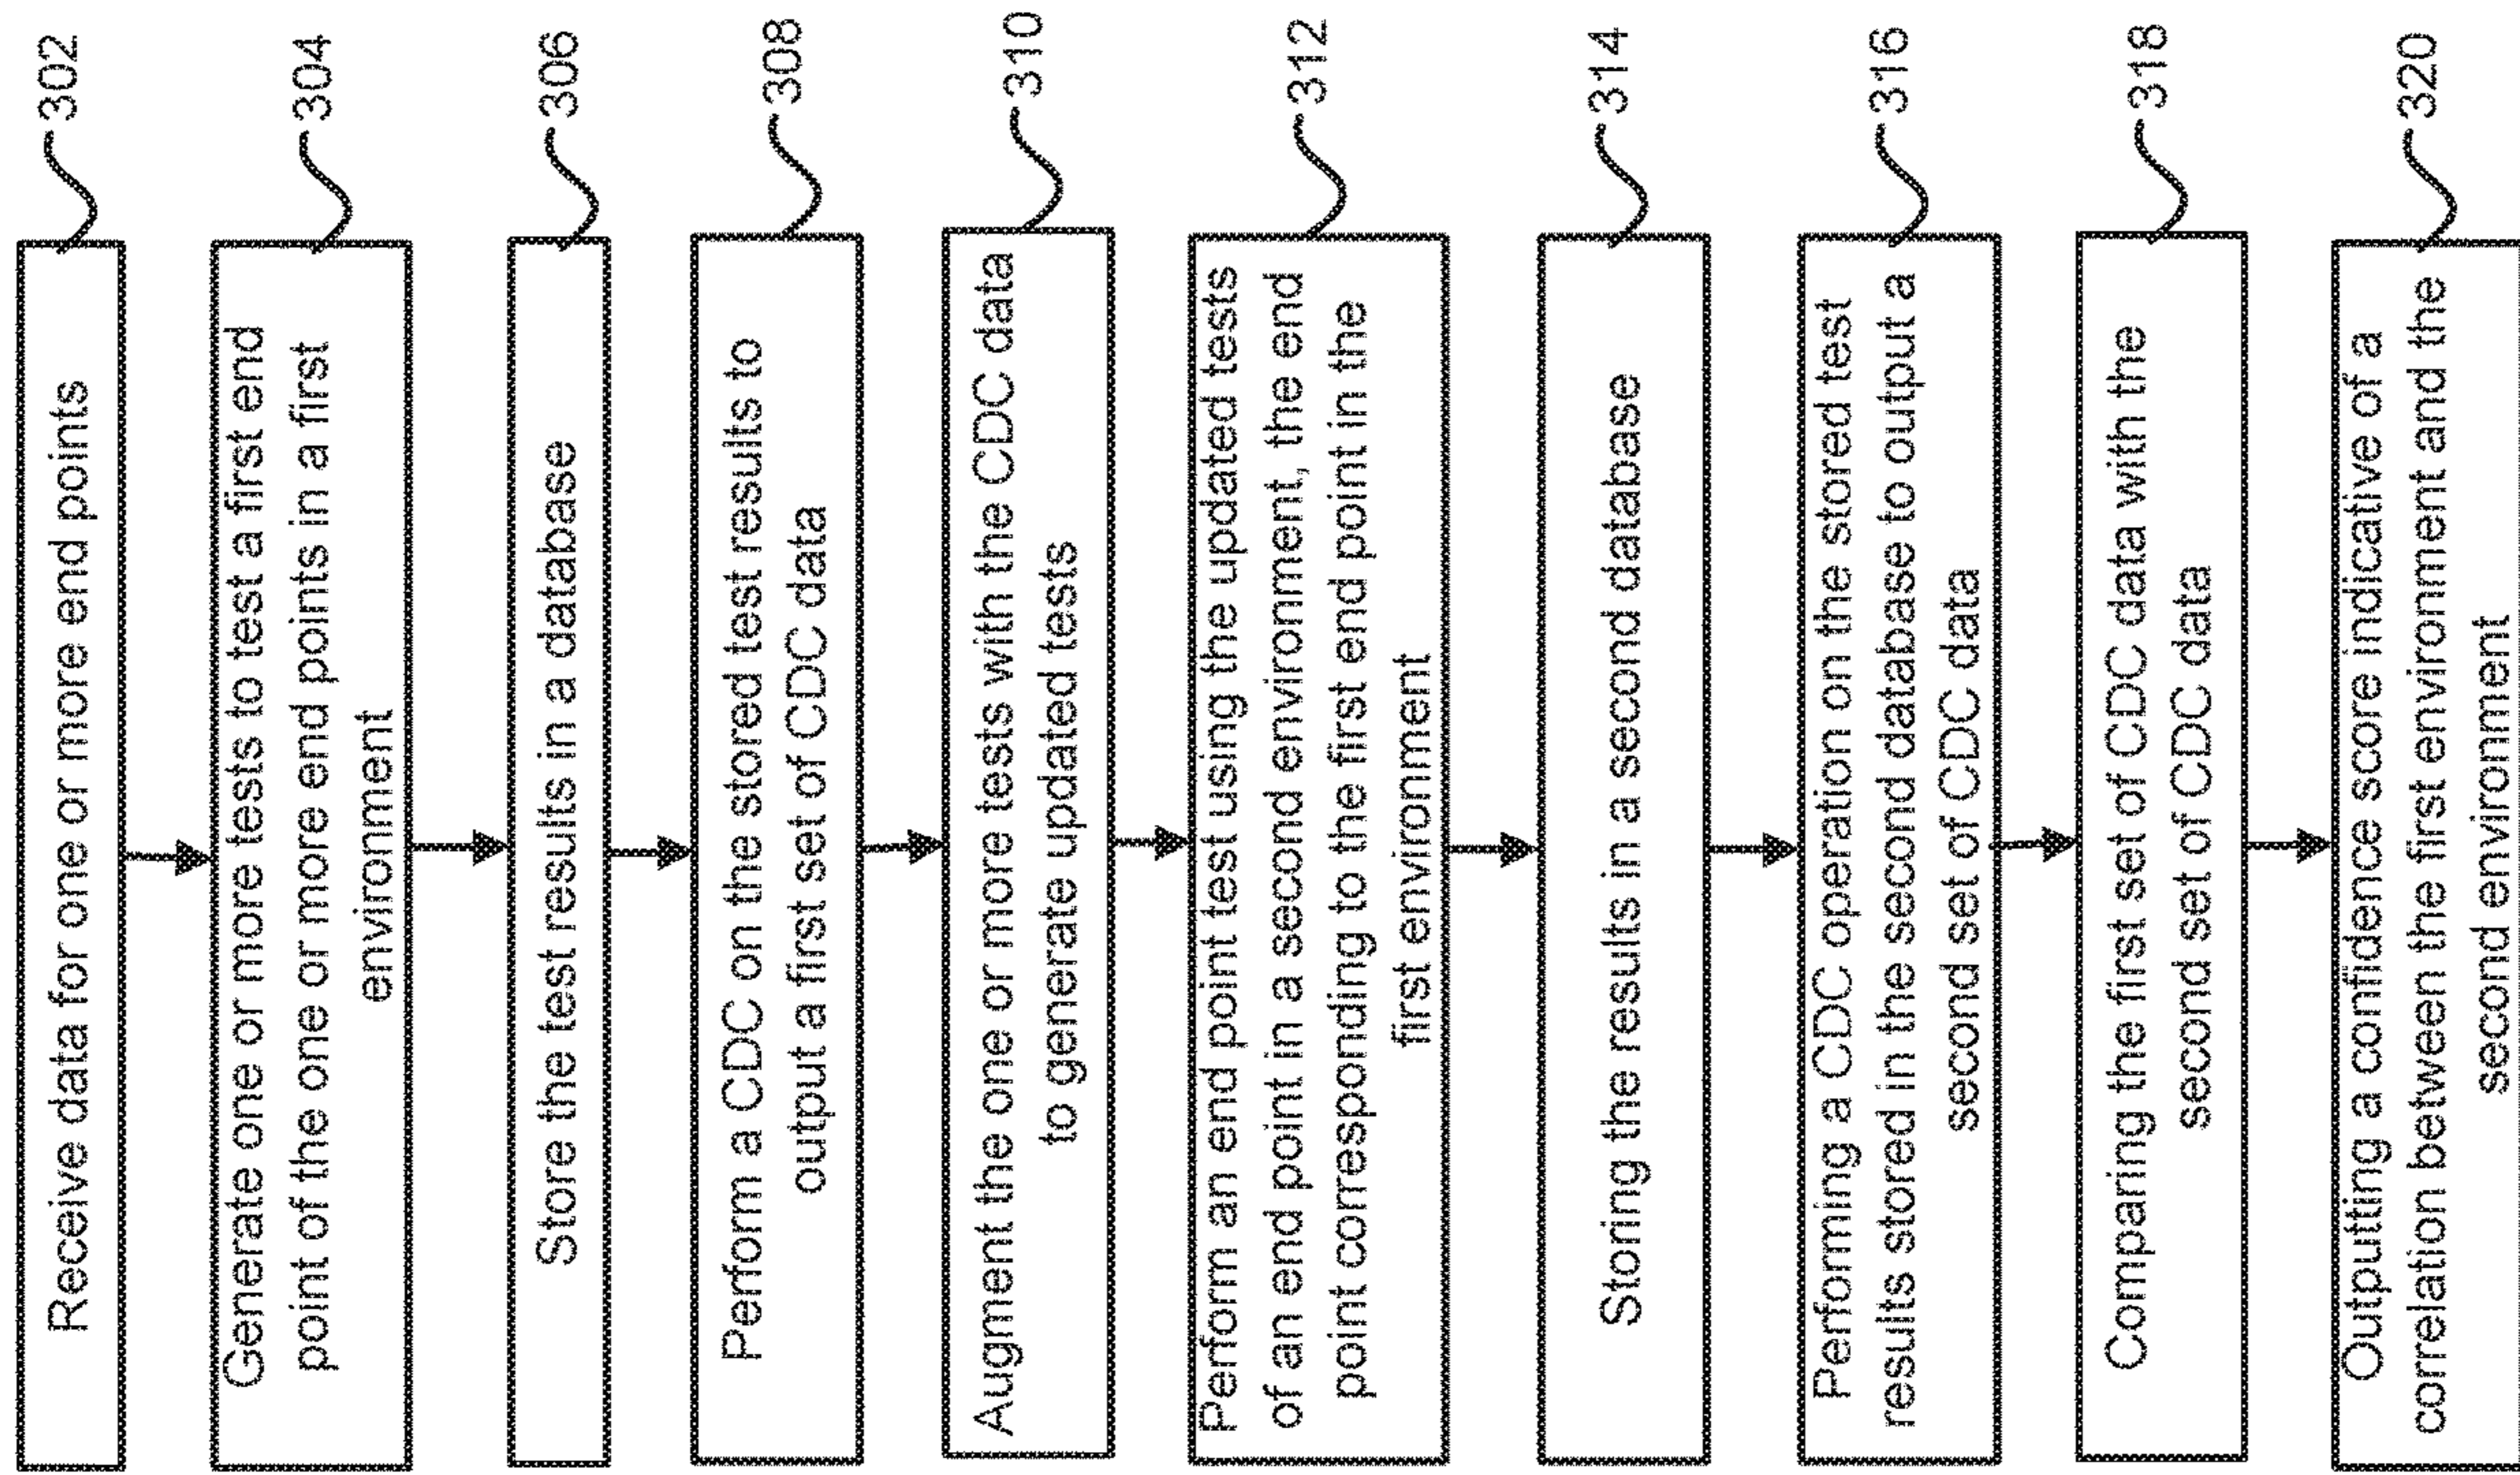 Receive data for one or more end points
302
Generate one or more tests to test a first end
point of the one or more end points in a first
environment
304
Store the test results in a database
306
Perform a CDC on the stored test results to
output a first set of CDC data
308
Augment the one or more tests with the CDC data
to generate updated tests
310
Perform an end point test using the updated tests
of an end point in a second environment, the end
point corresponding to the first end point in the
first environment
312
Storing the results in a second database
314
Performing a CDC operation on the stored test
results stored in the second database to output a
second set of CDC data
316
Comparing the first set of CDC data with the
second set of CDC data
318
Outputting a confidence score indicative of a
correlation between the first environment and the
second environment
320